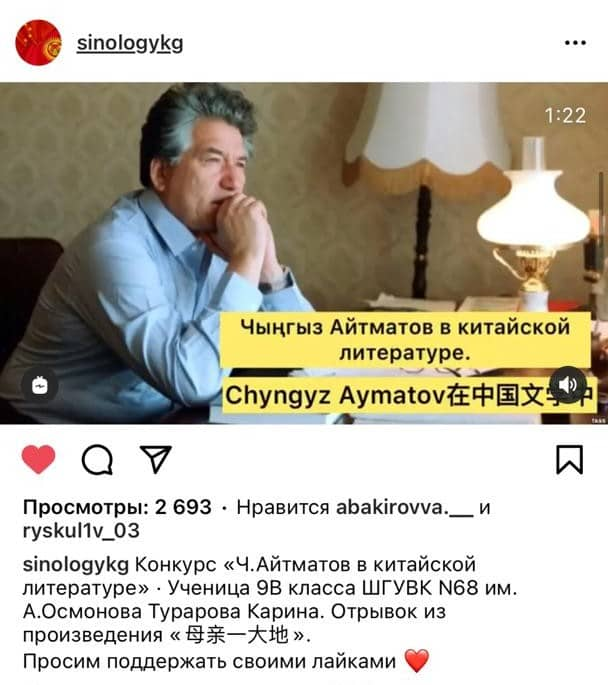 sinologykg
1:22
Чыңгыз Айтматов в китайской
литературе.
Chyngyz Aymatov在中国文学中
TASS
Просмотры: 2 693 · Нравится abakirovva.__ и
ryskul1v_03
sinologykg Конкурс «Ч.Айтматов в китайской
литературе» · Ученица 9В класса ШГУВК N68 им.
А.Осмонова Турарова Карина. Отрывок из
произведения « 母亲一大地 ».
Просим поддержать своими лайками ❤️